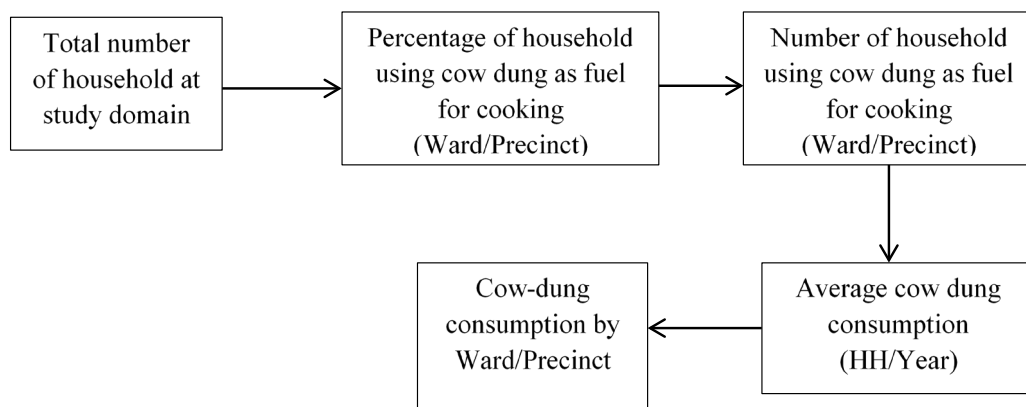 Total number
of household at
study domain
Percentage of household
using cow dung as fuel
for cooking
(Ward/Precinct)
Number of household
using cow dung as fuel
for cooking
(Ward/Precinct)
Average cow dung
consumption
(HH/Year)
Cow-dung
consumption by
Ward/Precinct